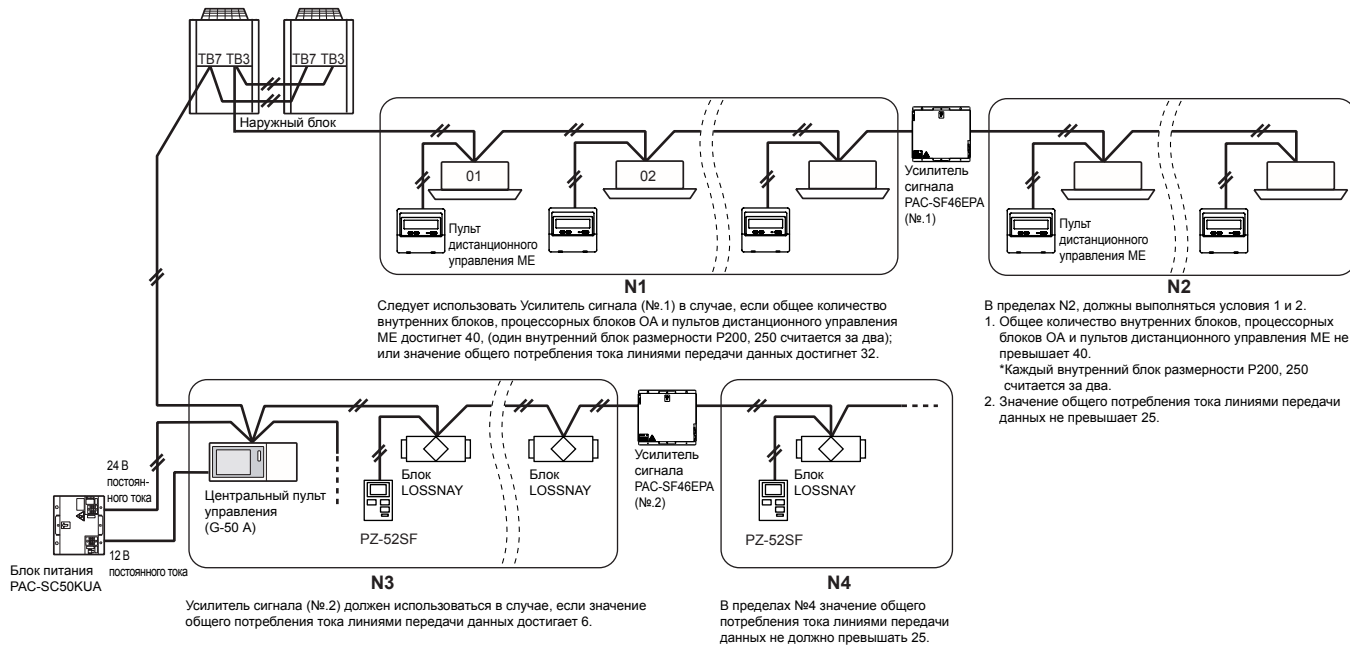 TB7 TB3
TB7 TB3
Наружный блок
01
02
Пульт
дистанционного
управления ME
Усилитель
сигнала
PAC-SF46EPA
(№.1)
Пульт
дистанционного
управления ME
N1
Следует использовать Усилитель сигнала (№.1) в случае, если общее количество
внутренних блоков, процессорных блоков OA и пультов дистанционного управления
ME достигнет 40, (один внутренний блок размерности P200, 250 считается за два);
или значение общего потребления тока линиями передачи данных достигнет 32.
N2
В пределах N2, должны выполняться условия 1 и 2.
1. Общее количество внутренних блоков, процессорных
блоков OA и пультов дистанционного управления ME не
превышает 40.
*Каждый внутренний блок размерности P200, 250
считается за два.
2. Значение общего потребления тока линиями передачи
данных не превышает 25.
24 В
постоян-
ного тока
Центральный пульт
управления
(G-50 A)
Блок
LOSSNAY
Блок
LOSSNAY
PZ-52SF
Усилитель
сигнала
PAC-SF46EPA
(№.2)
Блок
LOSSNAY
PZ-52SF
12 В
постоянного тока
Блок питания
PAC-SC50KUA
N3
Усилитель сигнала (№.2) должен использоваться в случае, если значение
общего потребления тока линиями передачи данных достигает 6.
N4
В пределах №4 значение общего
потребления тока линиями передачи
данных не должно превышать 25.